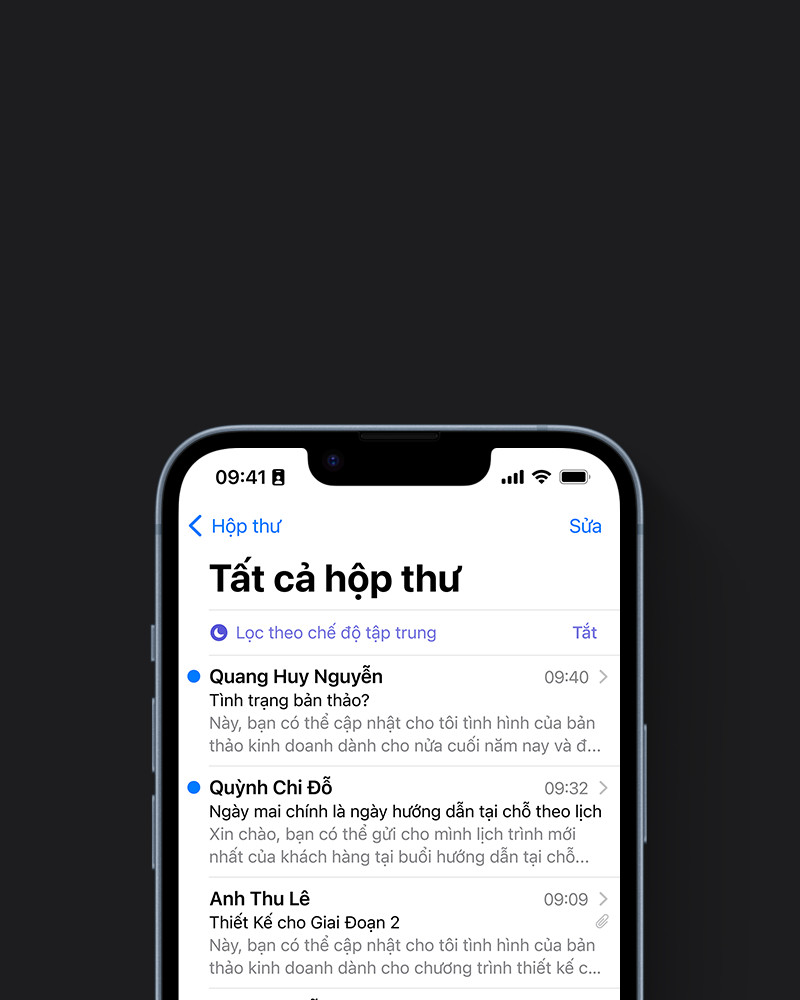 09:41
Hộp thư
Sửa
Tất cả hộp thư
Lọc theo chế độ tập trung
Tắt
Quang Huy Nguyễn
09:40
Tình trạng bản thảo?
Này, bạn có thể cập nhật cho tôi tình hình của bản
thảo kinh doanh dành cho nửa cuối năm nay và đ...
Quỳnh Chi Đỗ
09:32
Ngày mai chính là ngày hướng dẫn tại chỗ theo lịch
Xin chào, bạn có thể gửi cho mình lịch trình mới
nhất của khách hàng tại buổi hướng dẫn tại chỗ...
Anh Thu Lê
09:09
Thiết Kế cho Giai Đoạn 2
Này, bạn có thể cập nhật cho tôi tình hình của bản
thảo kinh doanh dành cho chương trình thiết kế c...